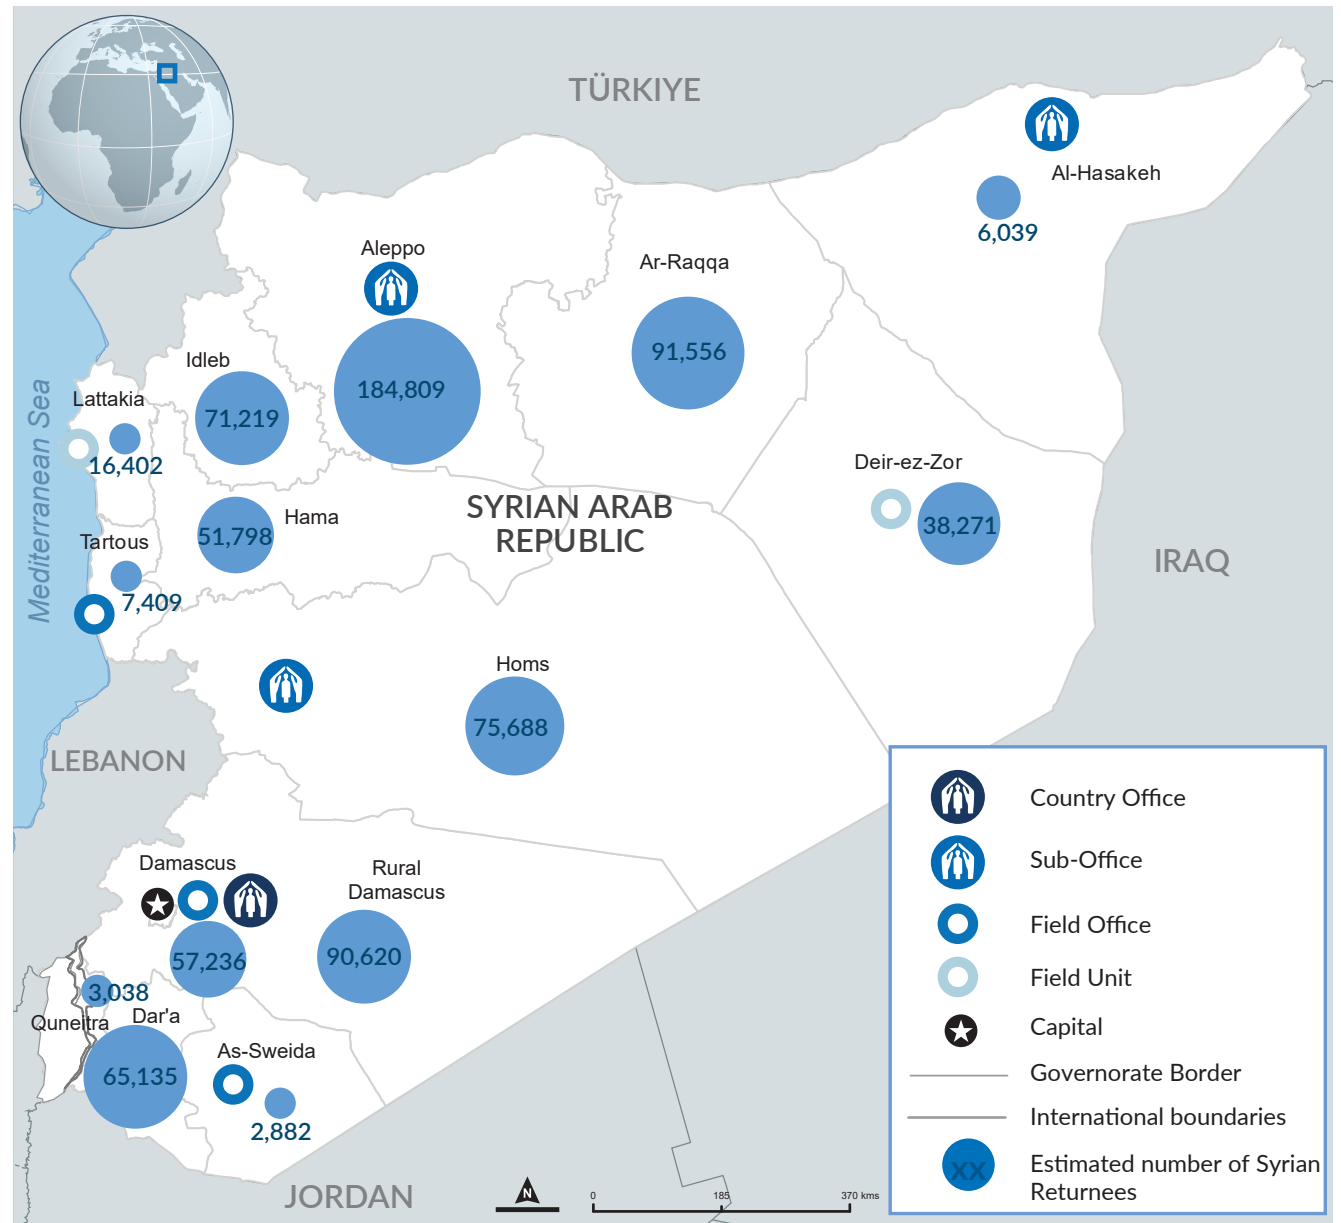 TÜRKIYE
Al-Hasakeh
6,039
Aleppo
Ar-Raqqa
91,556
184,809
Idleb
71,219
Lattakia
16,402
Mediterranean Sea
Deir-ez-Zor
38,271
SYRIAN ARAB
REPUBLIC
Hama
51,798
Tartous
7,409
IRAQ
Homs
75,688
LEBANON
Damascus
57,236
Rural
Damascus
90,620
3,038
Quneitra
Dar'a
65,135
As-Sweida
2,882
JORDAN
N
0 185 370 kms
Country Office
Sub-Office
Field Office
Field Unit
Capital
Governorate Border
International boundaries
XX
Estimated number of Syrian
Returnees